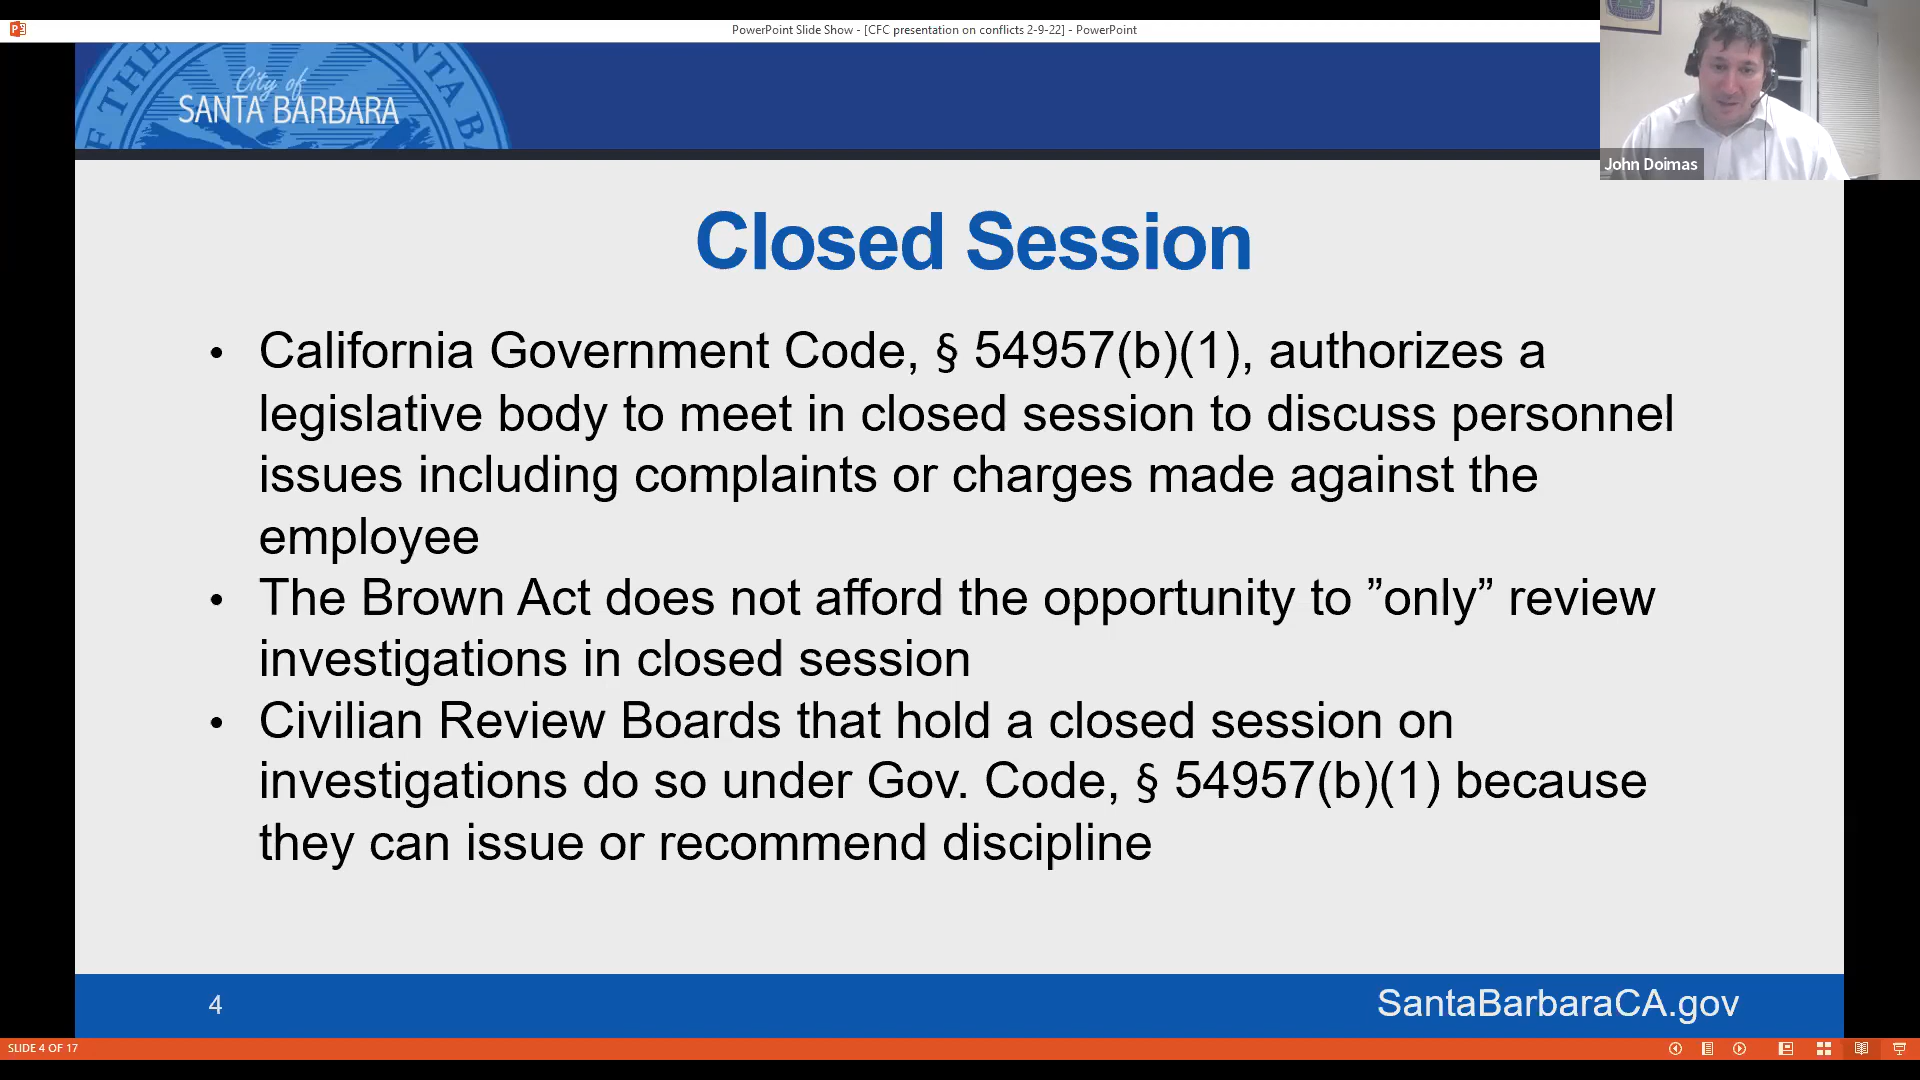 PowerPoint Slide Show - [CFC presentation on conflicts 2-9-22] - PowerPoint
F THE
NTA B
City of
SANTA BARBARA
John Doimas
Closed Session
• California Government Code, § 54957(b)(1), authorizes a
legislative body to meet in closed session to discuss personnel
issues including complaints or charges made against the
employee
• The Brown Act does not afford the opportunity to ”only” review
investigations in closed session
• Civilian Review Boards that hold a closed session on
investigations do so under Gov. Code, § 54957(b)(1) because
they can issue or recommend discipline
4
SantaBarbaraCA.gov
SLIDE 4 OF 17